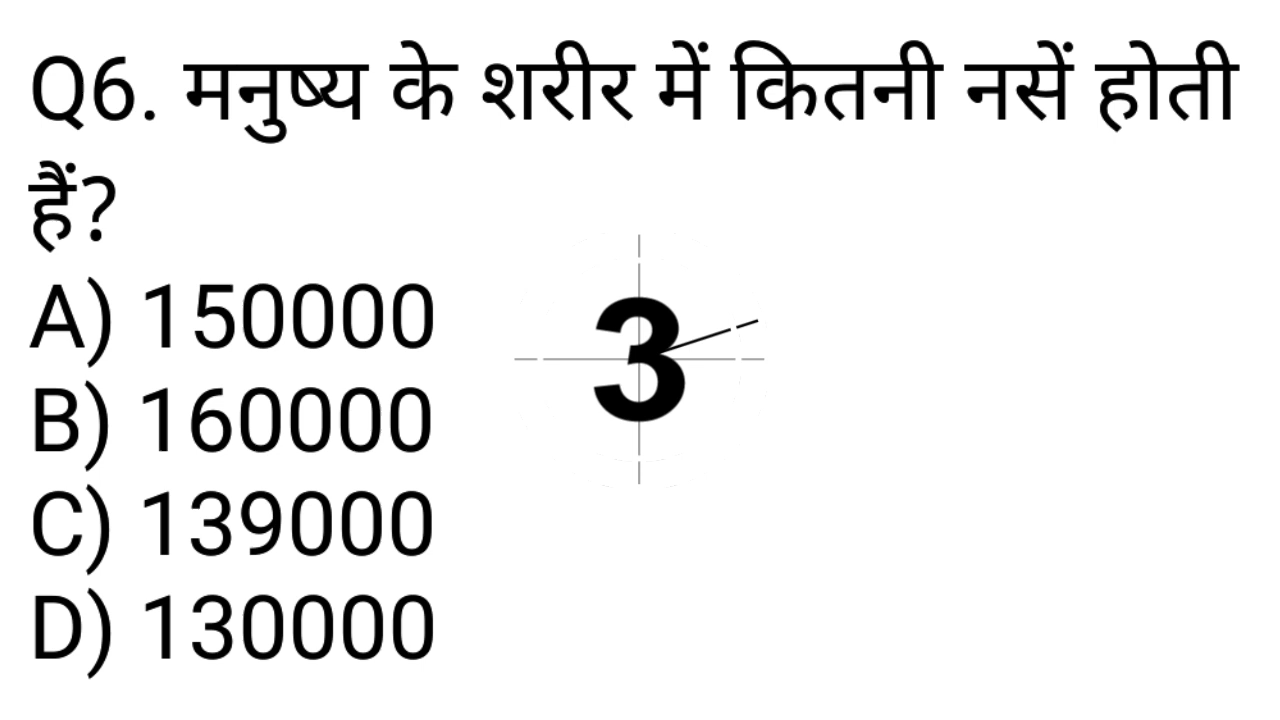 Q6. मनुष्य के शरीर में कितनी नसें होती
हैं?
A) 150000
3
B) 160000
C) 139000
D) 130000